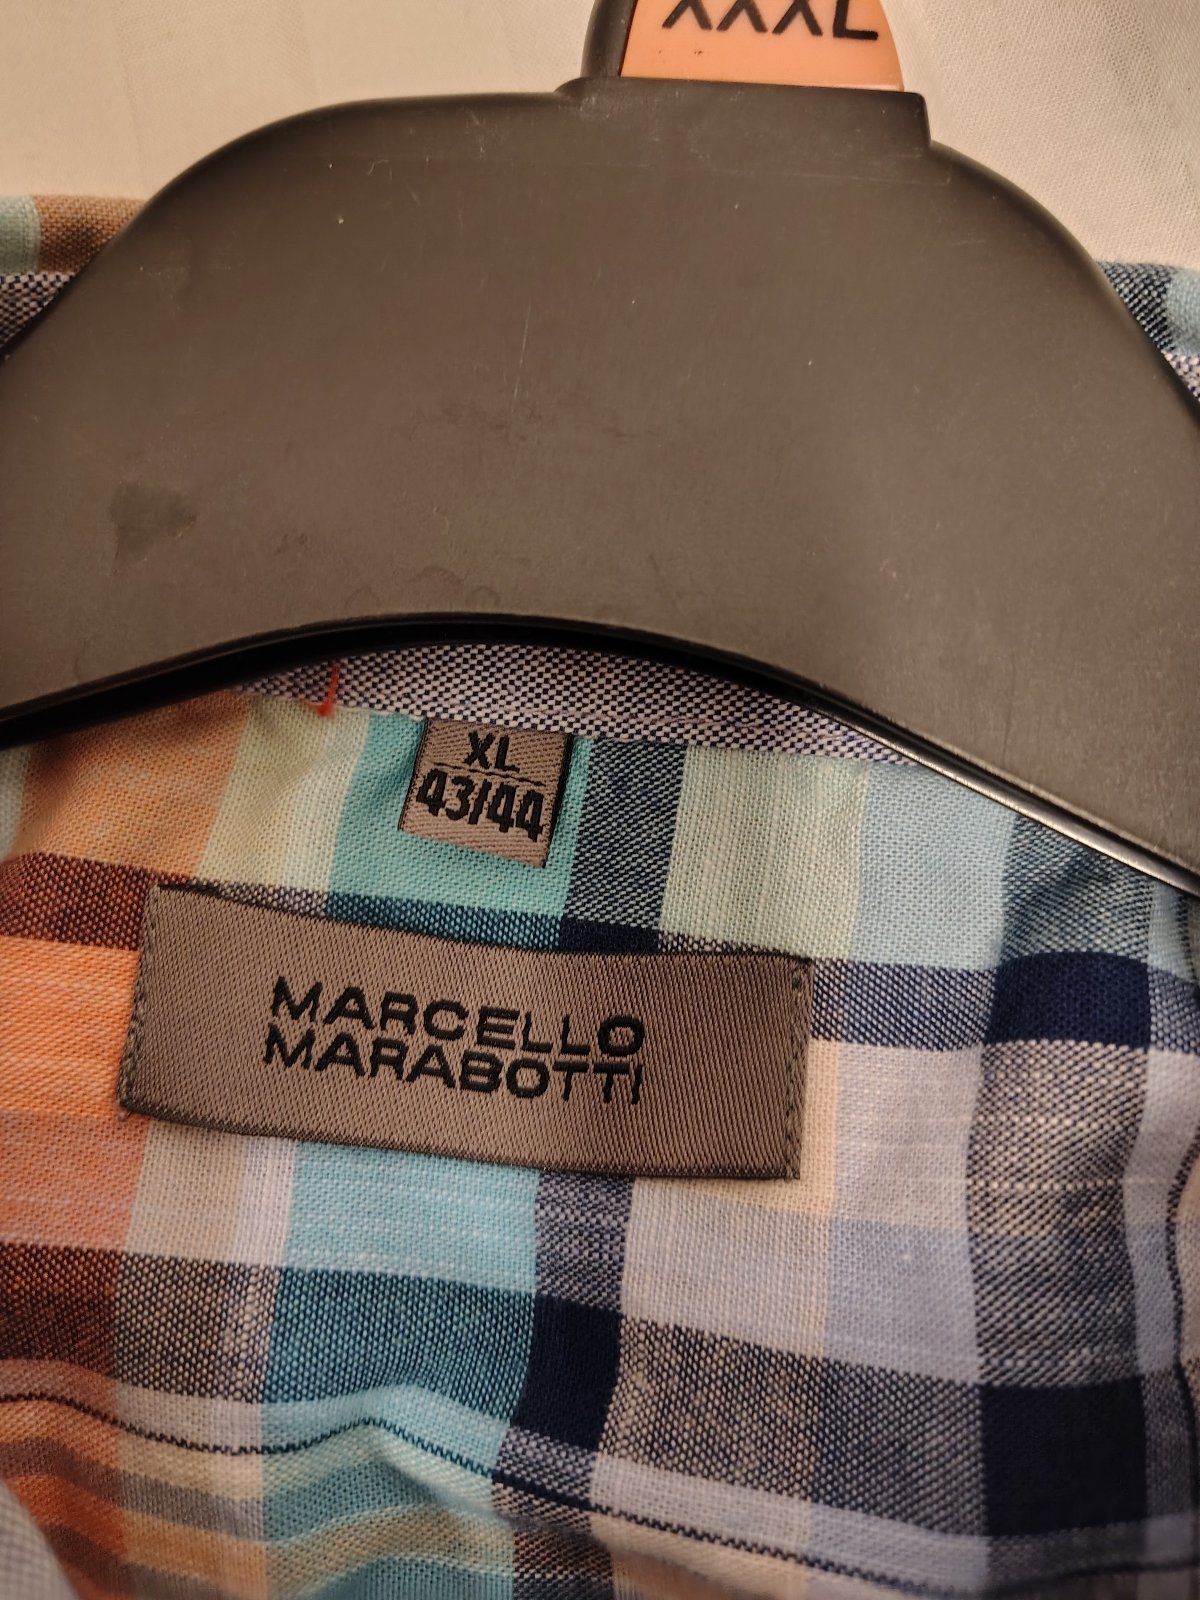 XXXL
XL
43/44
MARCELLO
MARABOTTI